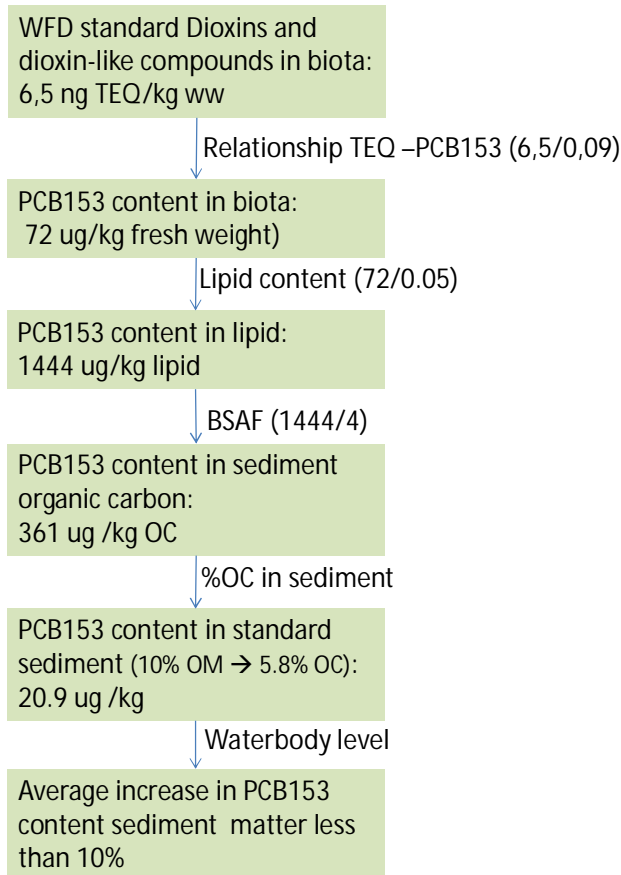 WFD standard Dioxins and
dioxin-like compounds in biota:
6,5 ng TEQ/kg ww
Relationship TEQ –PCB153 (6,5/0,09)
PCB153 content in biota:
72 ug/kg fresh weight)
Lipid content (72/0.05)
PCB153 content in lipid:
1444 ug/kg lipid
BSAF (1444/4)
PCB153 content in sediment
organic carbon:
361 ug /kg OC
%OC in sediment
PCB153 content in standard
sediment (10% OM → 5.8% OC):
20.9 ug /kg
Waterbody level
Average increase in PCB153
content sediment matter less
than 10%